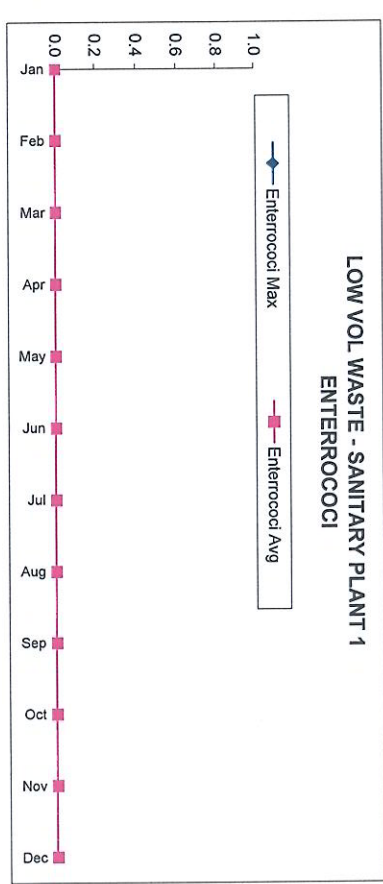 LOW VOL WASTE - SANITARY PLANT 1
ENTERROCOCI
Enterrococi Max
Enterrococi Avg
1.0
0.8
0.6
0.4
0.2
0.0
Jan
Feb
Mar
Apr
May
Jun
Jul
Aug
Sep
Oct
Nov
Dec